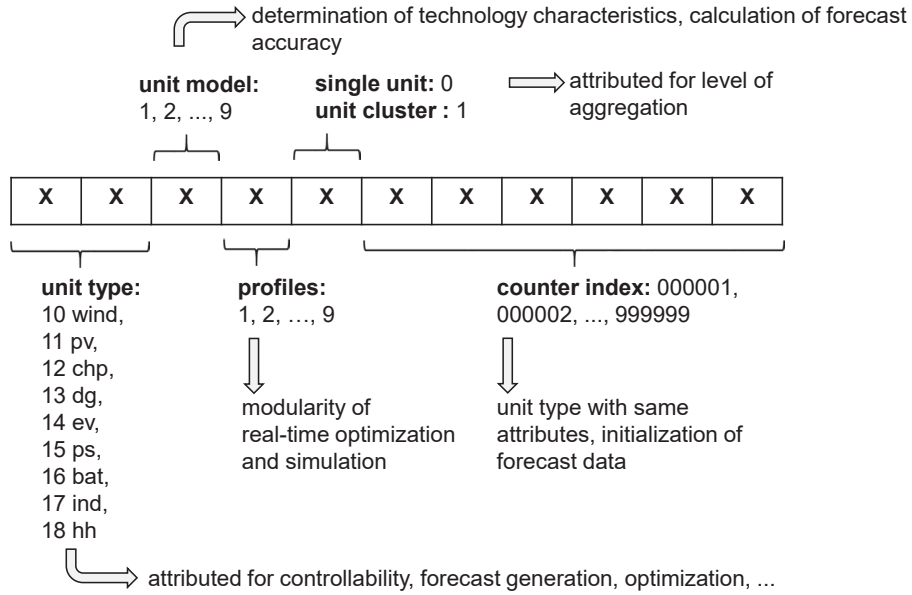 determination of technology characteristics, calculation of forecast
accuracy
unit model:
1, 2, ..., 9
single unit: 0
unit cluster : 1
attributed for level of
aggregation
X X X X X X X X X X X
unit type:
10 wind,
11 pv,
12 chp,
13 dg,
14 ev,
15 ps,
16 bat,
17 ind,
18 hh
profiles:
1, 2, …, 9
modularity of
real-time optimization
and simulation
counter index: 000001,
000002, ..., 999999
unit type with same
attributes, initialization of
forecast data
attributed for controllability, forecast generation, optimization, ...